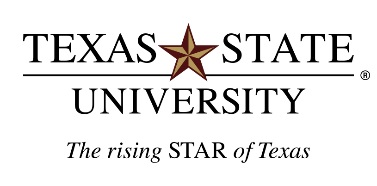 TEXAS STATE
®
UNIVERSITY
The rising STAR of Texas